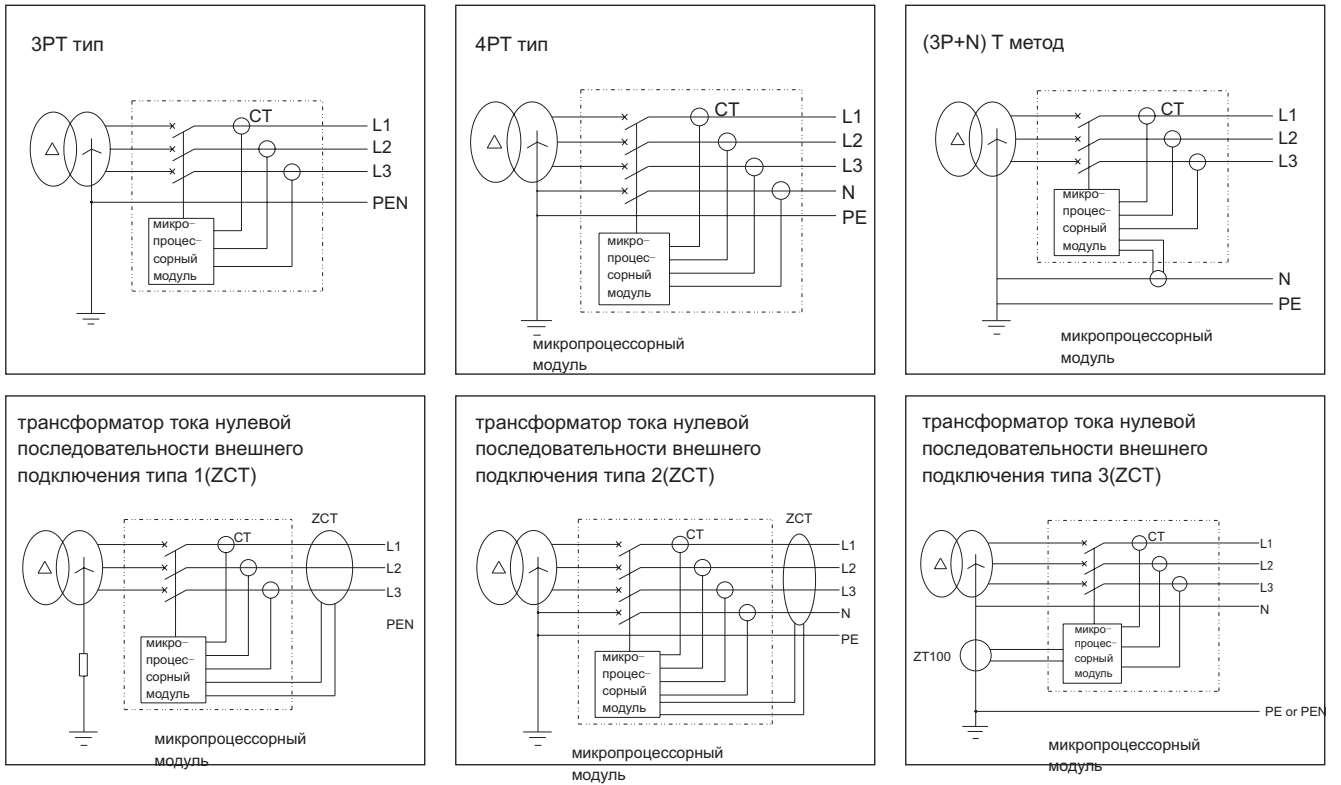 3PT тип
CT
L1
L2
L3
PEN
микро–
процес–
сорный
модуль
4PT тип
CT
L1
L2
L3
N
PE
микро–
процес–
сорный
модуль
микропроцессорный
модуль
(3P+N) T метод
CT
L1
L2
L3
микро–
процес–
сорный
модуль
N
PE
микропроцессорный
модуль
трансформатор тока нулевой
последовательности внешнего
подключения типа 1(ZCT)
ZCT
CT
L1
L2
L3
PEN
микро–
процес–
сорный
модуль
микропроцессорный
модуль
трансформатор тока нулевой
последовательности внешнего
подключения типа 2(ZCT)
ZCT
CT
L1
L2
L3
N
PE
микро–
процес–
сорный
модуль
микропроцессорный
модуль
трансформатор тока нулевой
последовательности внешнего
подключения типа 3(ZCT)
CT
L1
L2
L3
N
микро–
процес–
сорный
модуль
ZT100
PE or PEN
микропроцессорный
модуль